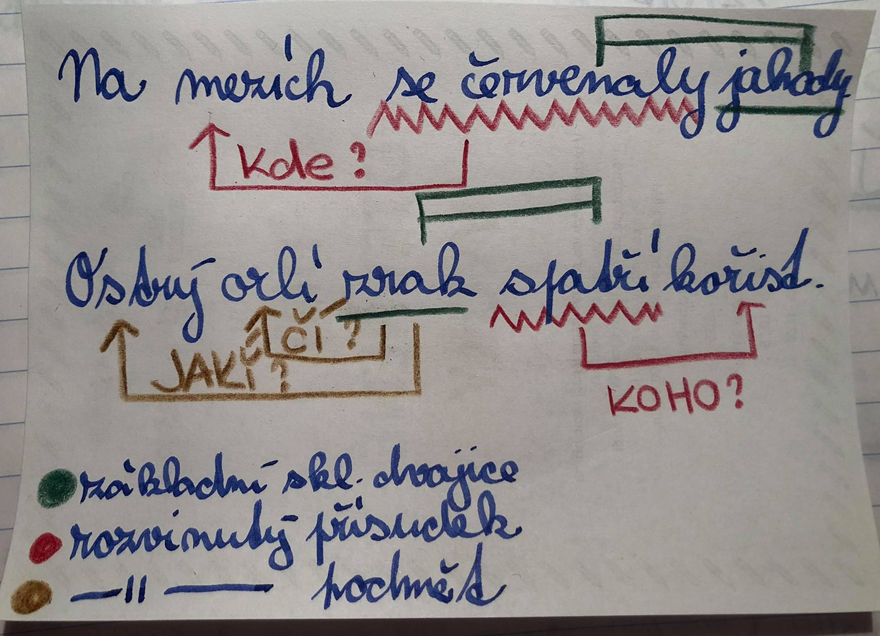 Na mezích se červenaly jahody
Kde?
Ostrý orlí zrak spatří kořist.
ČÍ?
JAKÝ?
KOHO?
základní skl. dvojice
rozvinutý přísudek
—||— podmět